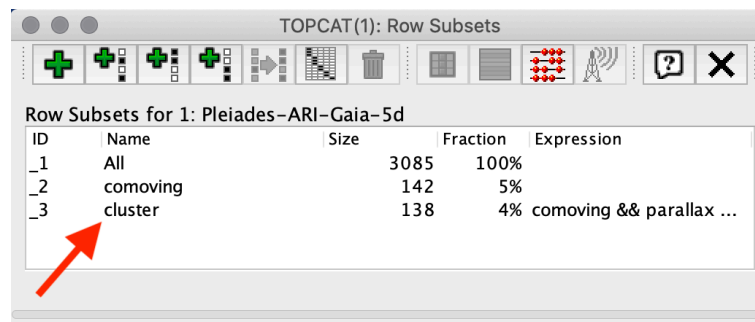 TOPCAT(1): Row Subsets
Row Subsets for 1: Pleiades-ARI-Gaia-5d
ID Name Size Fraction Expression
_1 All 3085 100%
_2 comoving 142 5%
_3 cluster 138 4% comoving && parallax ...